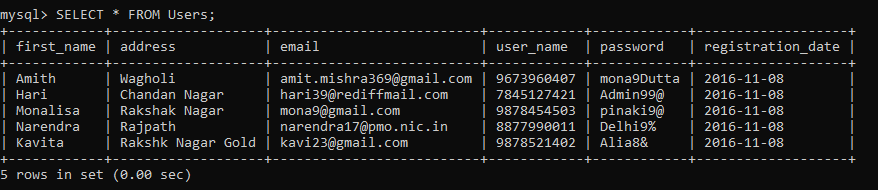 mysql> SELECT * FROM Users;
+------------+-------------------+--------------------------+------------+------------+-------------------+
| first_name | address | email | user_name | password | registration_date |
+------------+-------------------+--------------------------+------------+------------+-------------------+
| Amith | Wagholi | amit.mishra369@gmail.com | 9673960407 | mona9Dutta | 2016-11-08 |
| Hari | Chandan Nagar | hari39@rediffmail.com | 7845127421 | Admin99@ | 2016-11-08 |
| Monalisa | Rakshak Nagar | mona9@gmail.com | 9878454503 | pinaki9@ | 2016-11-08 |
| Narendra | Rajpath | narendra17@pmo.nic.in | 8877990011 | Delhi9% | 2016-11-08 |
| Kavita | Rakshk Nagar Gold | kavi23@gmail.com | 9878521402 | Alia8& | 2016-11-08 |
+------------+-------------------+--------------------------+------------+------------+-------------------+
5 rows in set (0.00 sec)